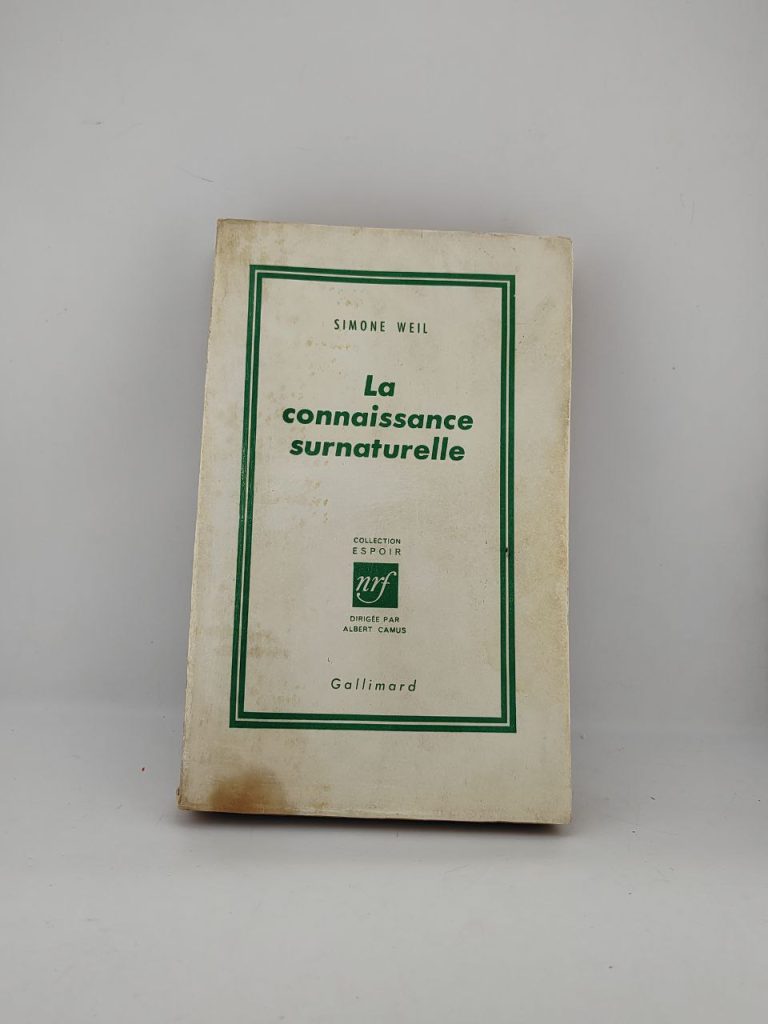 SIMONE WEIL
La
connaissance
surnaturelle
COLLECTION
ESPOIR
nrf
DIRIGÉE PAR
ALBERT CAMUS
Gallimard